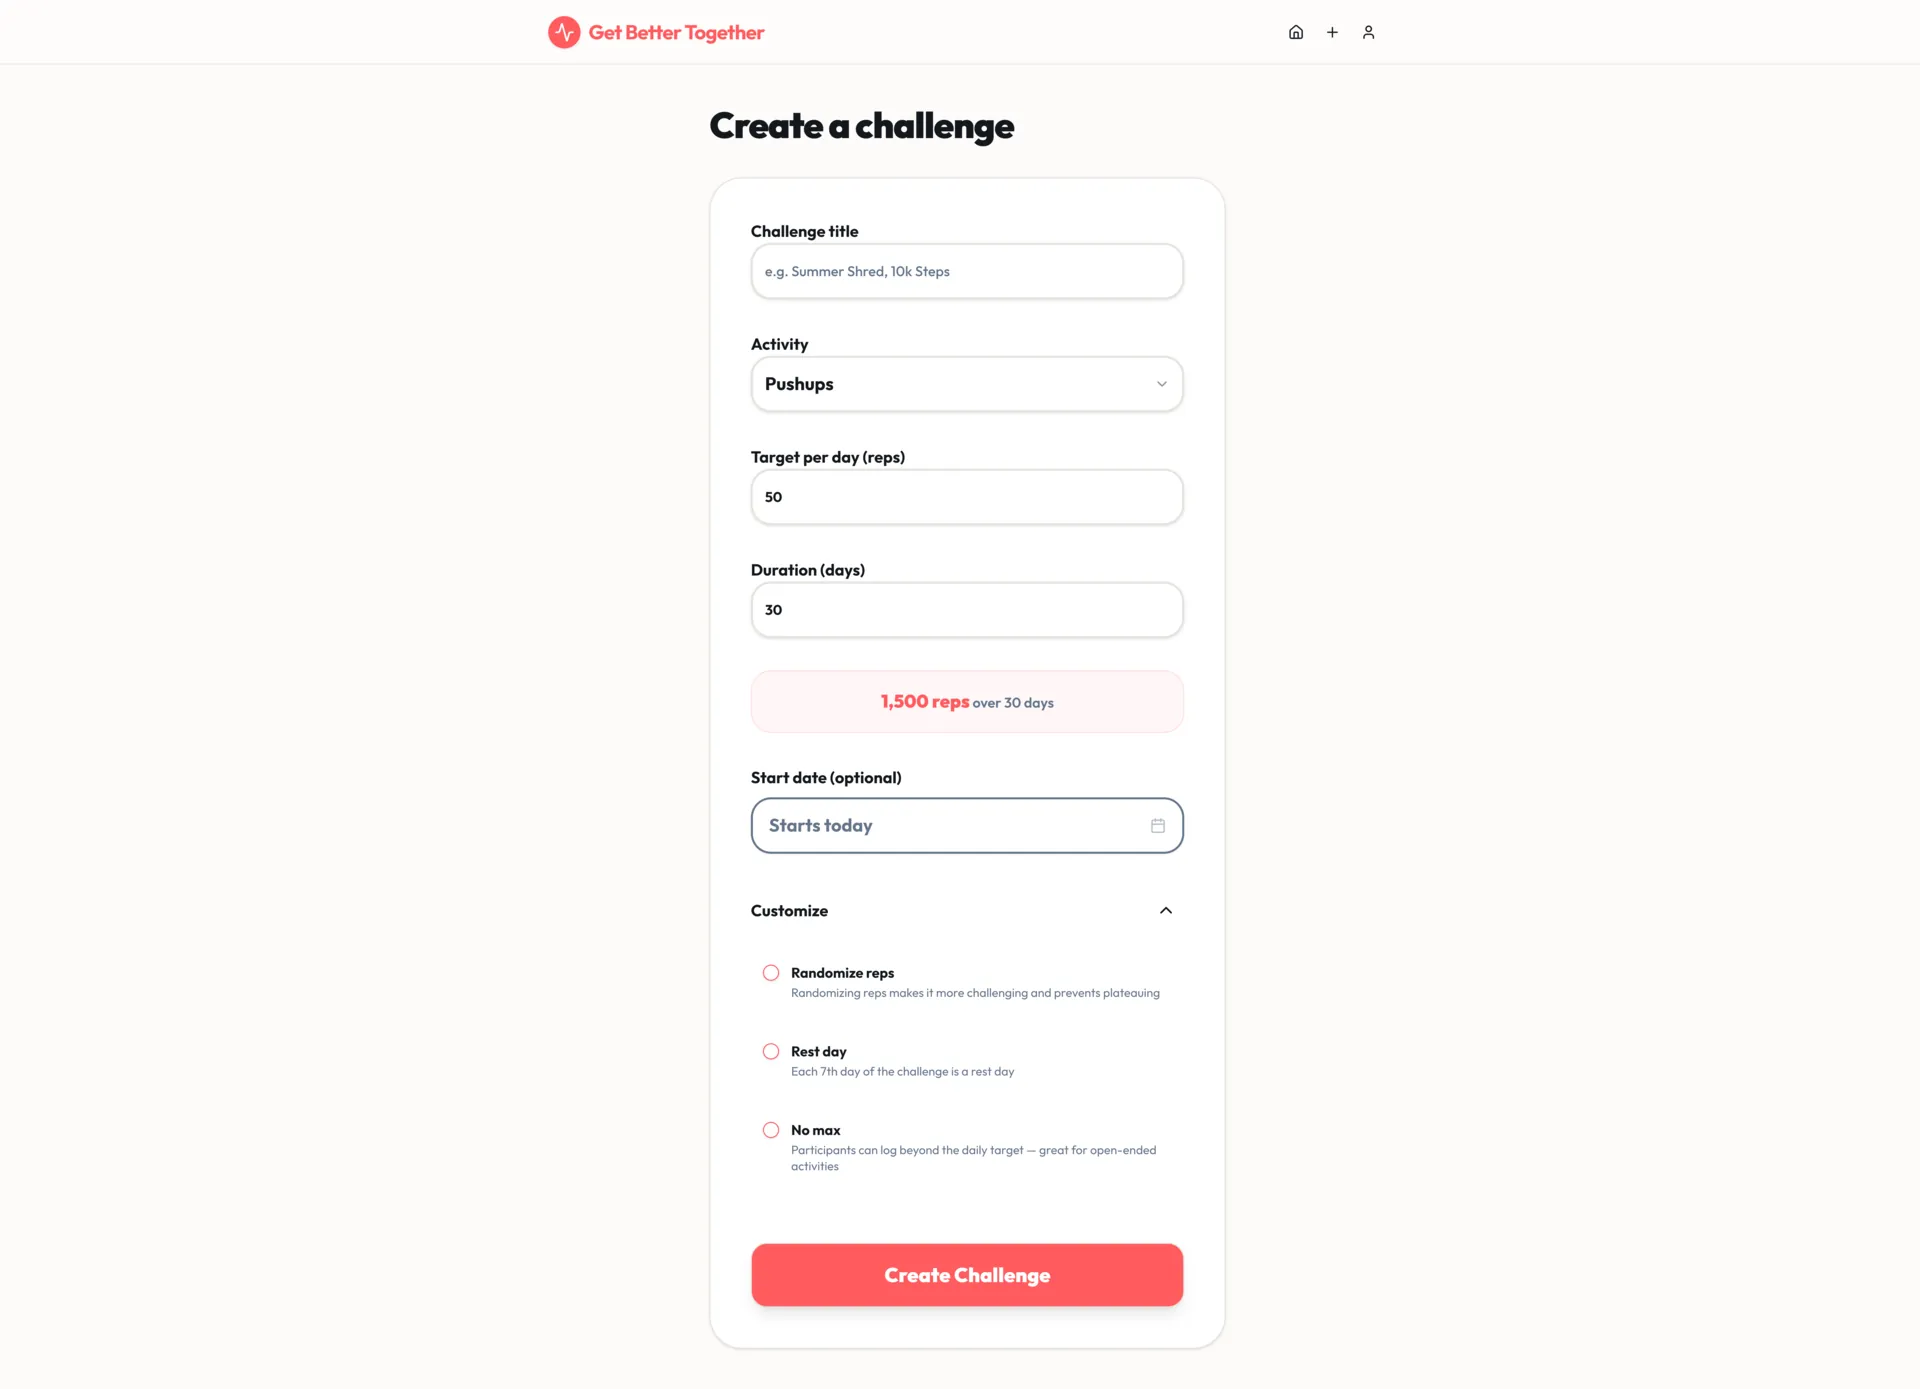 Get Better Together
Create a challenge
Challenge title
e.g. Summer Shred, 10k Steps
Activity
Pushups
Target per day (reps)
50
Duration (days)
30
1,500 reps over 30 days
Start date (optional)
Starts today
Customize
Randomize reps
Randomizing reps makes it more challenging and prevents plateauing
Rest day
Each 7th day of the challenge is a rest day
No max
Participants can log beyond the daily target — great for open-ended
activities
Create Challenge